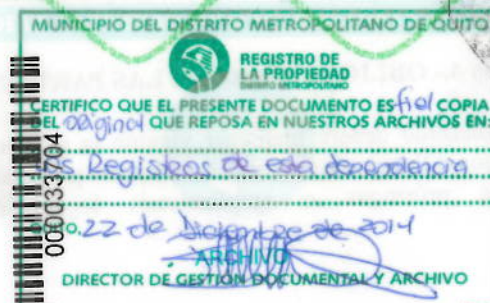 MUNICIPIO DEL DISTRITO METROPOLITANO DE QUITO
REGISTRO DE
LA PROPIEDAD
DISTRITO METROPOLITANO
CERTIFICO QUE EL PRESENTE DOCUMENTO ES fiel COPIA
DEL Original QUE REPOSA EN NUESTROS ARCHIVOS EN:
los Registros de esta dependencia
QUITO, 22 de Diciembre de 2014
ARCHIVO
DIRECTOR DE GESTIÓN DOCUMENTAL Y ARCHIVO
000033704